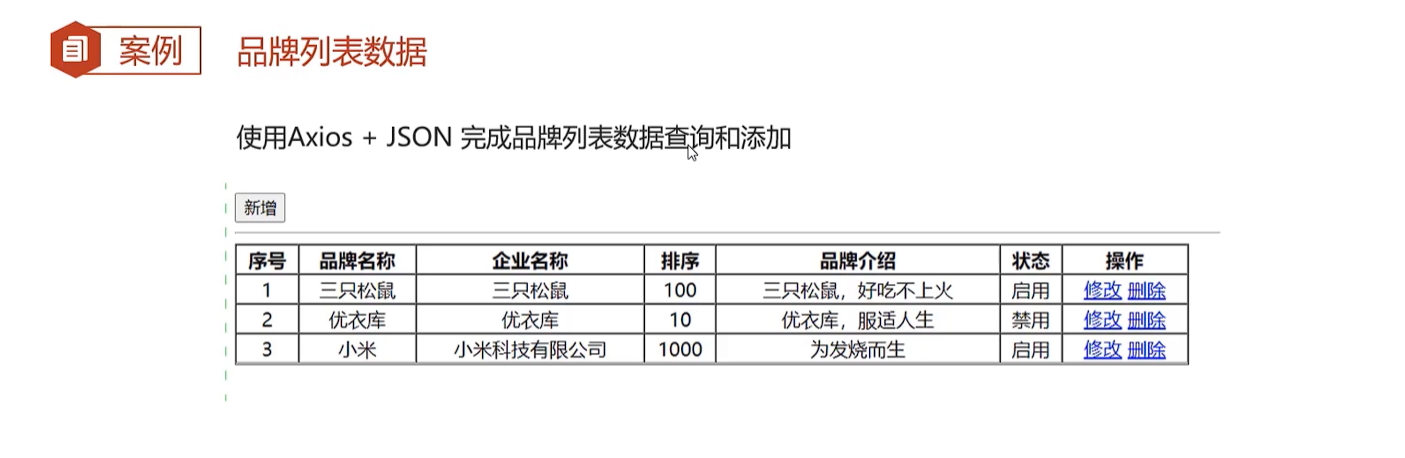 案例 品牌列表数据
使用Axios + JSON 完成品牌列表数据查询和添加
新增
序号 品牌名称 企业名称 排序 品牌介绍 状态 操作
1 三只松鼠 三只松鼠 100 三只松鼠，好吃不上火 启用 修改 删除
2 优衣库 优衣库 10 优衣库，服适人生 禁用 修改 删除
3 小米 小米科技有限公司 1000 为发烧而生 启用 修改 删除